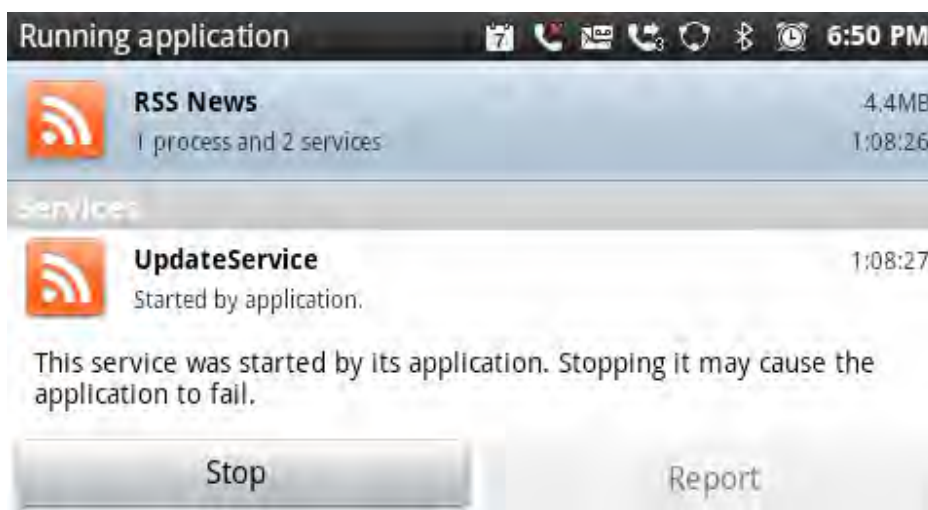 Running application 7 3 6:50 PM
RSS News 4.4MB
1 process and 2 services 1:08:26
Services
UpdateService 1:08:27
Started by application.
This service was started by its application. Stopping it may cause the
application to fail.
Stop Report